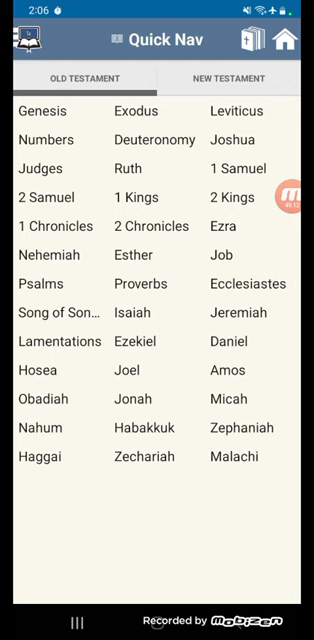 2:06
Quick Nav
OLD TESTAMENT NEW TESTAMENT
Genesis Exodus Leviticus
Numbers Deuteronomy Joshua
Judges Ruth 1 Samuel
2 Samuel 1 Kings 2 Kings
1 Chronicles 2 Chronicles Ezra
Nehemiah Esther Job
Psalms Proverbs Ecclesiastes
Song of Son... Isaiah Jeremiah
Lamentations Ezekiel Daniel
Hosea Joel Amos
Obadiah Jonah Micah
Nahum Habakkuk Zephaniah
Haggai Zechariah Malachi
Recorded by Mobizen